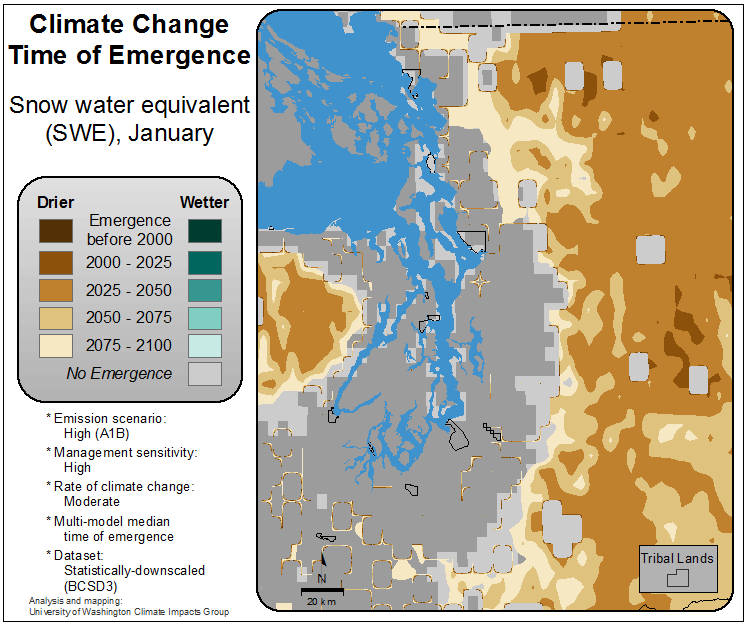 Climate Change
Time of Emergence
Snow water equivalent
(SWE), January
Drier
Wetter
Emergence
before 2000
2000 - 2025
2025 - 2050
2050 - 2075
2075 - 2100
No Emergence
* Emission scenario:
High (A1B)
* Management sensitivity:
High
* Rate of climate change:
Moderate
* Multi-model median
time of emergence
* Dataset:
Statistically-downscaled
(BCSD3)
Analysis and mapping:
University of Washington Climate Impacts Group
N
20 km
Tribal Lands